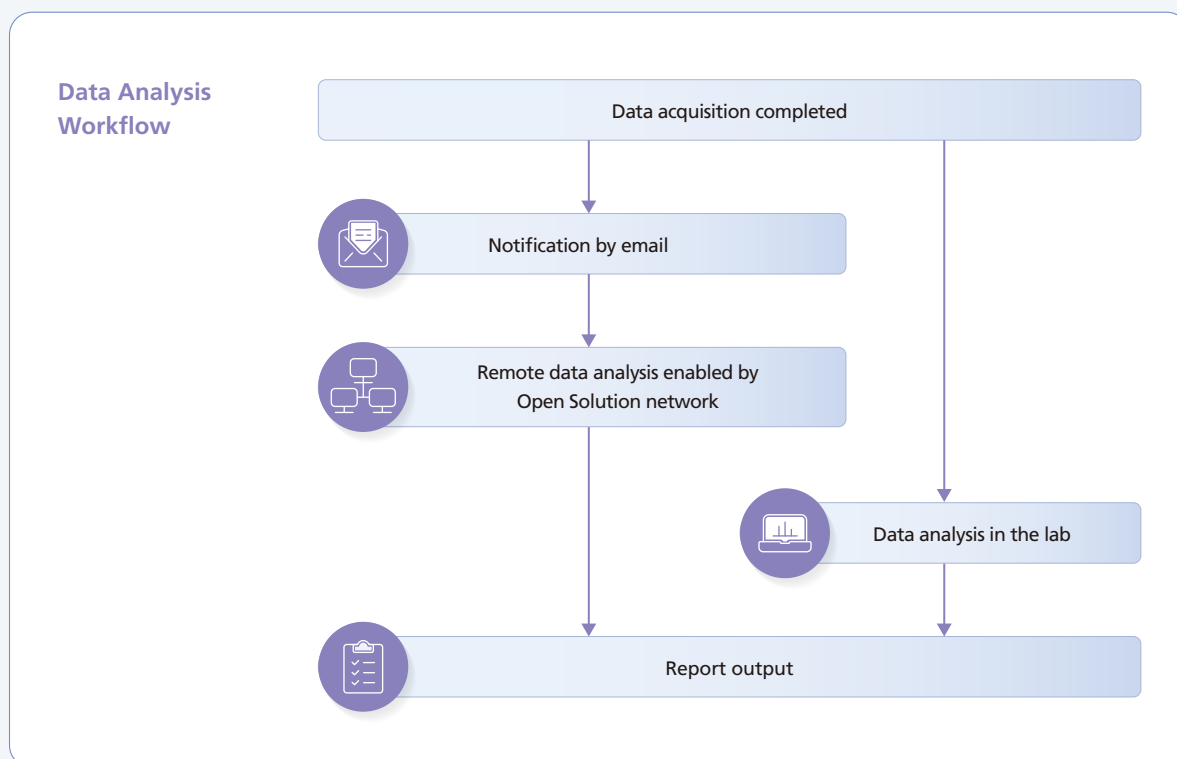 Data Analysis
Workflow
Data acquisition completed
Notification by email
Remote data analysis enabled by
Open Solution network
Data analysis in the lab
Report output